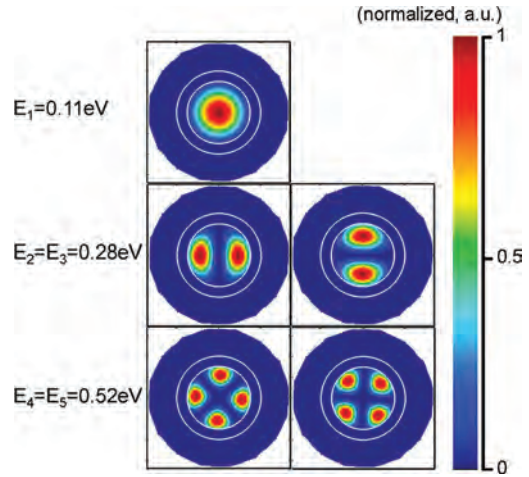 (normalized, a.u.)
1
E₁=0.11eV
E₂=E₃=0.28eV
0.5
E₄=E₅=0.52eV
0